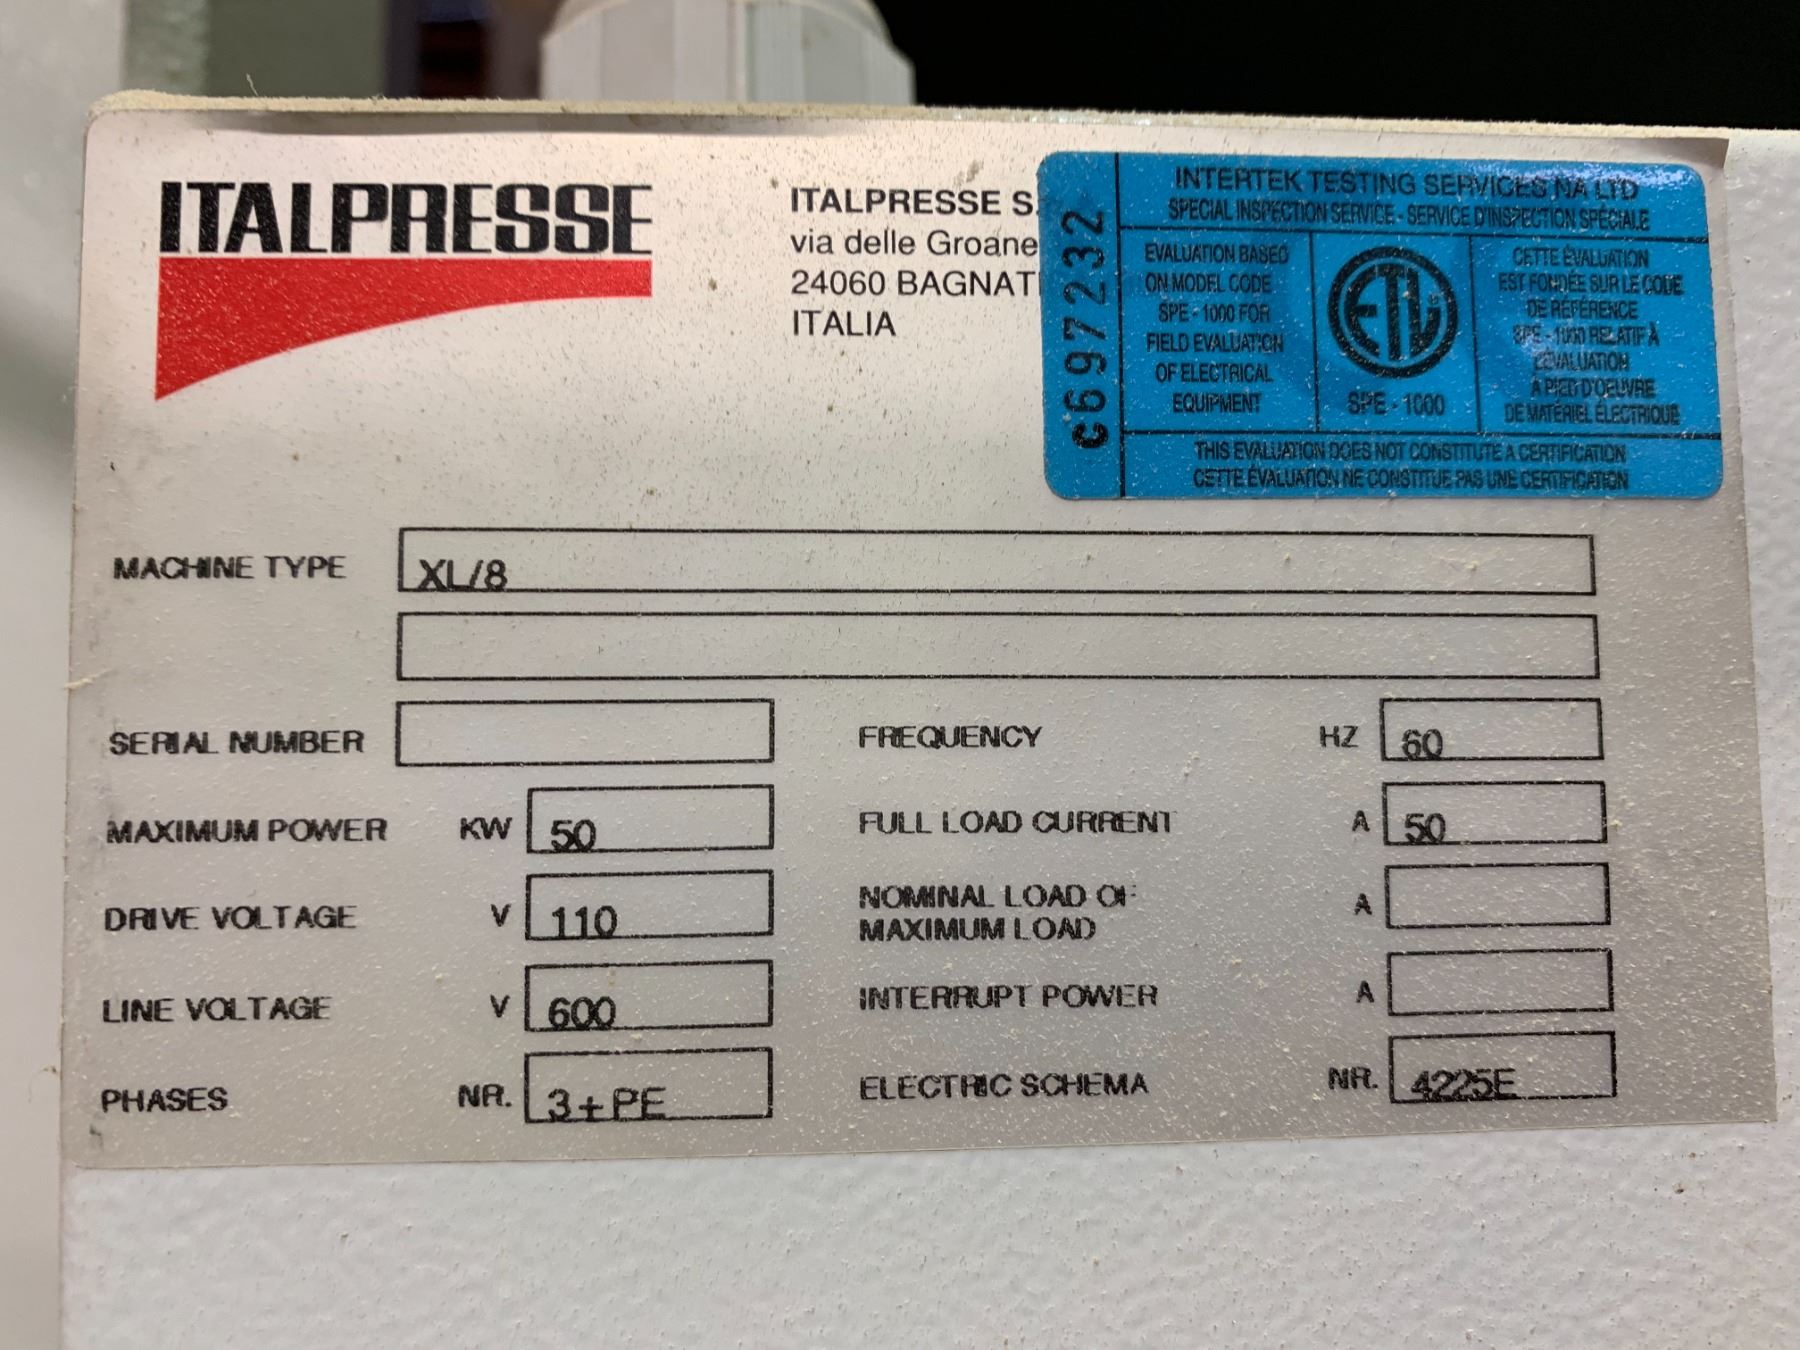 ITALPRESSE
ITALPRESSE S.
via delle Groane
24060 BAGNAT
ITALIA
C697232
INTERTEK TESTING SERVICES NA LTD
SPECIAL INSPECTION SERVICE - SERVICE D'INSPECTION SPÉCIALE
EVALUATION BASED
ON MODEL CODE
SPE - 1000 FOR
FIELD EVALUATION
OF ELECTRICAL
EQUIPMENT
ETL
SPE - 1000
CETTE ÉVALUATION
EST FONDÉE SUR LE CODE
DE RÉFÉRENCE
SPE - 1000 RELATIF À
L'ÉVALUATION
À PIED D'OEUVRE
DE MATÉRIEL ÉLECTRIQUE
THIS EVALUATION DOES NOT CONSTITUTE A CERTIFICATION
CETTE ÉVALUATION NE CONSTITUE PAS UNE CERTIFICATION
MACHINE TYPE XL/8
SERIAL NUMBER
FREQUENCY HZ 60
MAXIMUM POWER KW 50
FULL LOAD CURRENT A 50
DRIVE VOLTAGE V 110
NOMINAL LOAD OF
MAXIMUM LOAD A
LINE VOLTAGE V 600
INTERRUPT POWER A
PHASES NR. 3+PE
ELECTRIC SCHEMA NR. 4225E